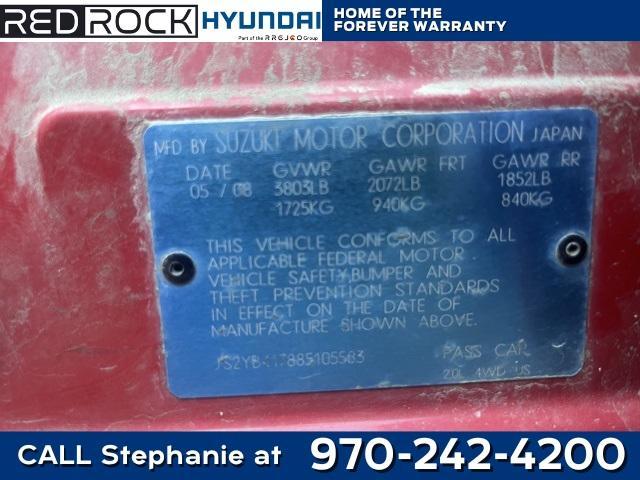 RED ROCK HYUNDAI
Part of the RRGJCO Group
HOME OF THE
FOREVER WARRANTY
MFD BY SUZUKI MOTOR CORPORATION JAPAN
DATE GVWR GAWR FRT GAWR RR
05 / 08 3803LB 2072LB 1852LB
1725KG 940KG 840KG
THIS VEHICLE CONFORMS TO ALL
APPLICABLE FEDERAL MOTOR
VEHICLE SAFETY,BUMPER AND
THEFT PREVENTION STANDARDS
IN EFFECT ON THE DATE OF
MANUFACTURE SHOWN ABOVE.
PASS CAR
2.0L 4WD US
CALL Stephanie at 970-242-4200